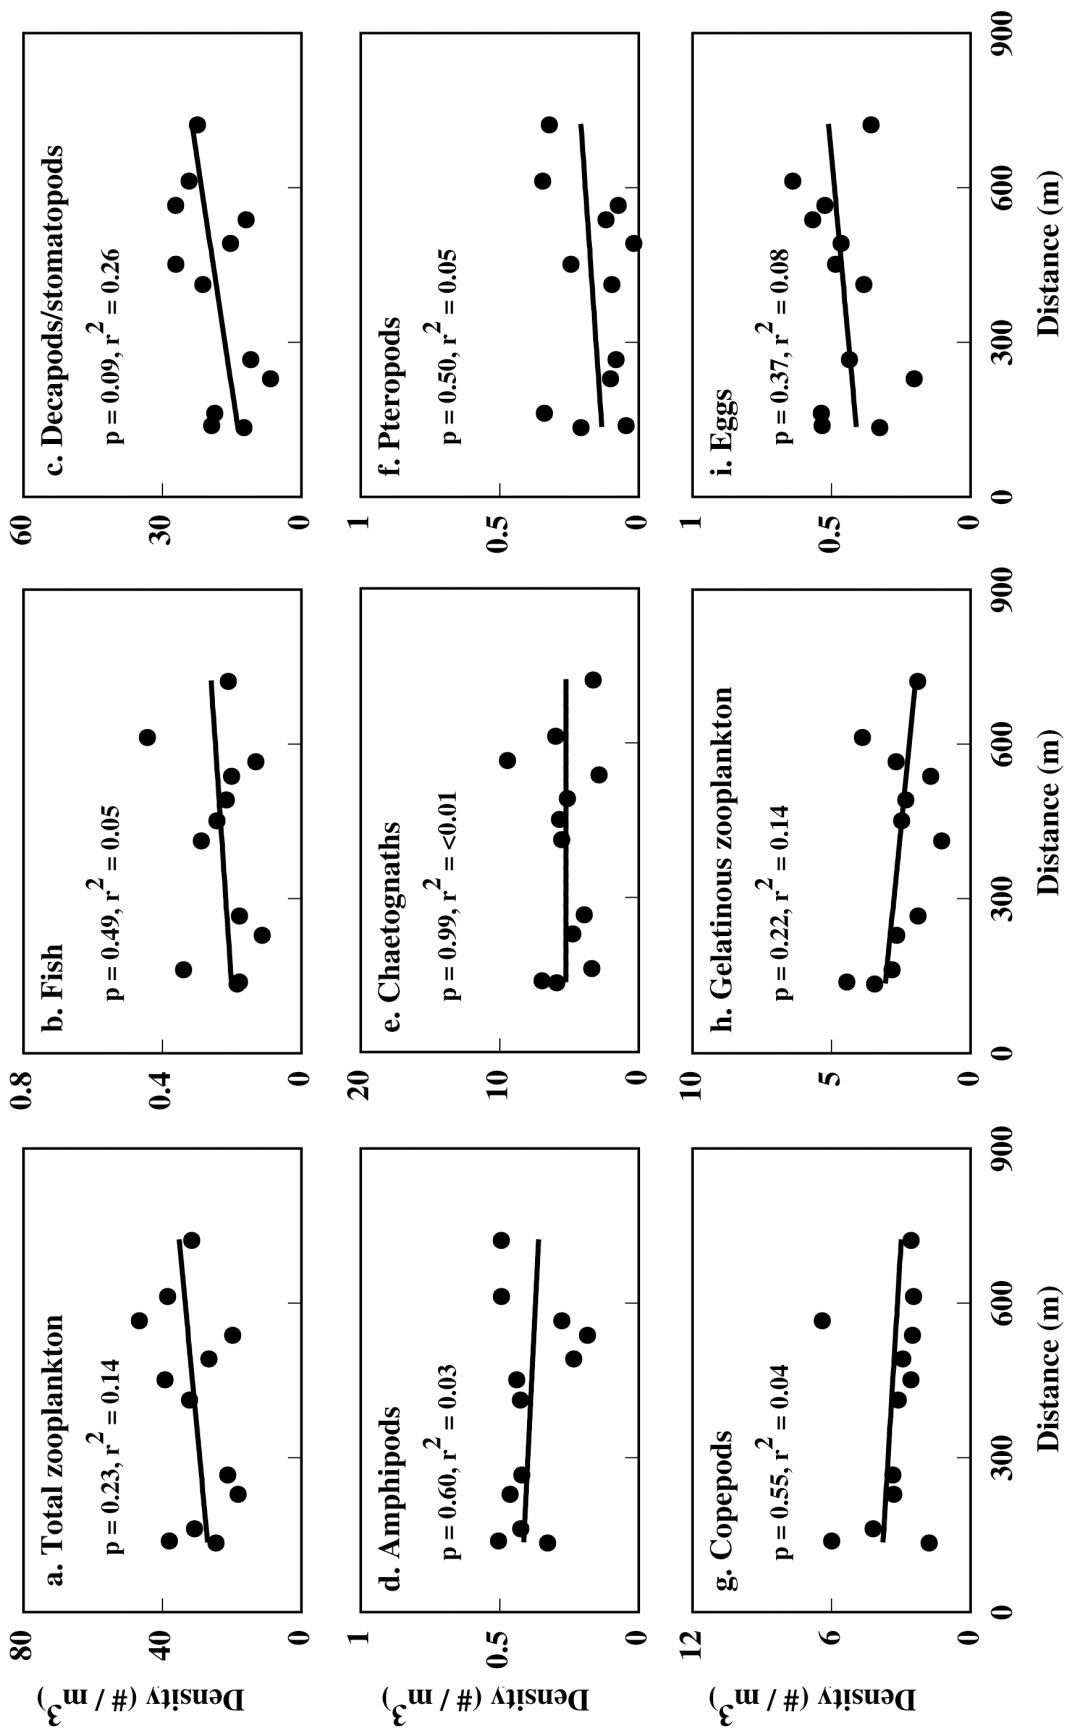 a. Total zooplankton
p = 0.23, r2 = 0.14
80
40
0
Density (# / m3)
b. Fish
p = 0.49, r2 = 0.05
0.8
0.4
0
c. Decapods/stomatopods
p = 0.09, r2 = 0.26
60
30
0
d. Amphipods
p = 0.60, r2 = 0.03
1
0.5
0
Density (# / m3)
e. Chaetognaths
p = 0.99, r2 = <0.01
20
10
0
f. Pteropods
p = 0.50, r2 = 0.05
1
0.5
0
g. Copepods
p = 0.55, r2 = 0.04
12
6
0
Density (# / m3)
0 300 600 900
Distance (m)
h. Gelatinous zooplankton
p = 0.22, r2 = 0.14
10
5
0
0 300 600 900
Distance (m)
i. Eggs
p = 0.37, r2 = 0.08
1
0.5
0
0 300 600 900
Distance (m)